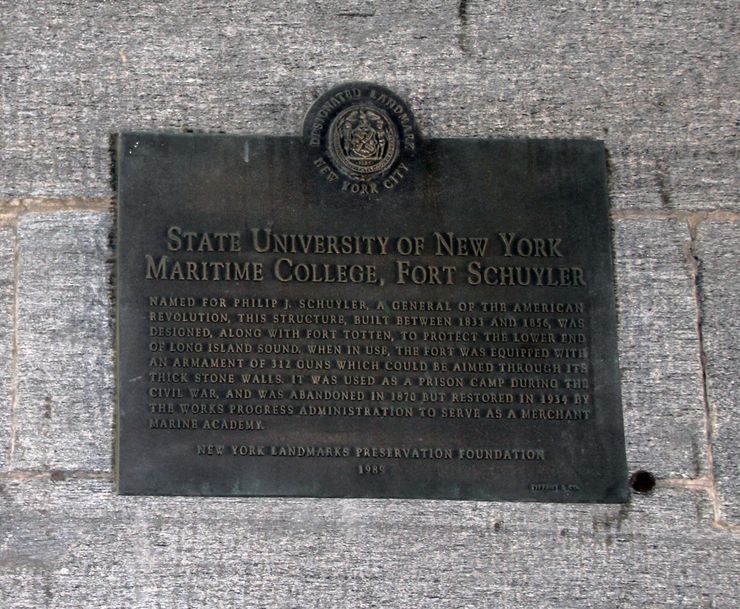 DESIGNATED LANDMARK
NEW YORK CITY
STATE UNIVERSITY OF NEW YORK
MARITIME COLLEGE, FORT SCHUYLER
NAMED FOR PHILIP J. SCHUYLER, A GENERAL OF THE AMERICAN
REVOLUTION, THIS STRUCTURE, BUILT BETWEEN 1833 AND 1856, WAS
DESIGNED, ALONG WITH FORT TOTTEN, TO PROTECT THE LOWER END
OF LONG ISLAND SOUND. WHEN IN USE, THE FORT WAS EQUIPPED WITH
AN ARMAMENT OF 312 GUNS WHICH COULD BE AIMED THROUGH ITS
THICK STONE WALLS. IT WAS USED AS A PRISON CAMP DURING THE
CIVIL WAR, AND WAS ABANDONED IN 1870 BUT RESTORED IN 1934 BY
THE WORKS PROGRESS ADMINISTRATION TO SERVE AS A MERCHANT
MARINE ACADEMY.
NEW YORK LANDMARKS PRESERVATION FOUNDATION
1989
TIFFANY & CO.